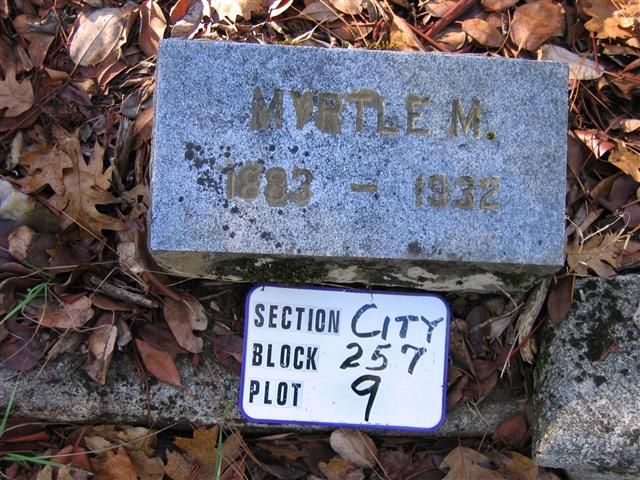 MYRTLE M.
1883 - 1932
SECTION CITY
BLOCK 257
PLOT 9